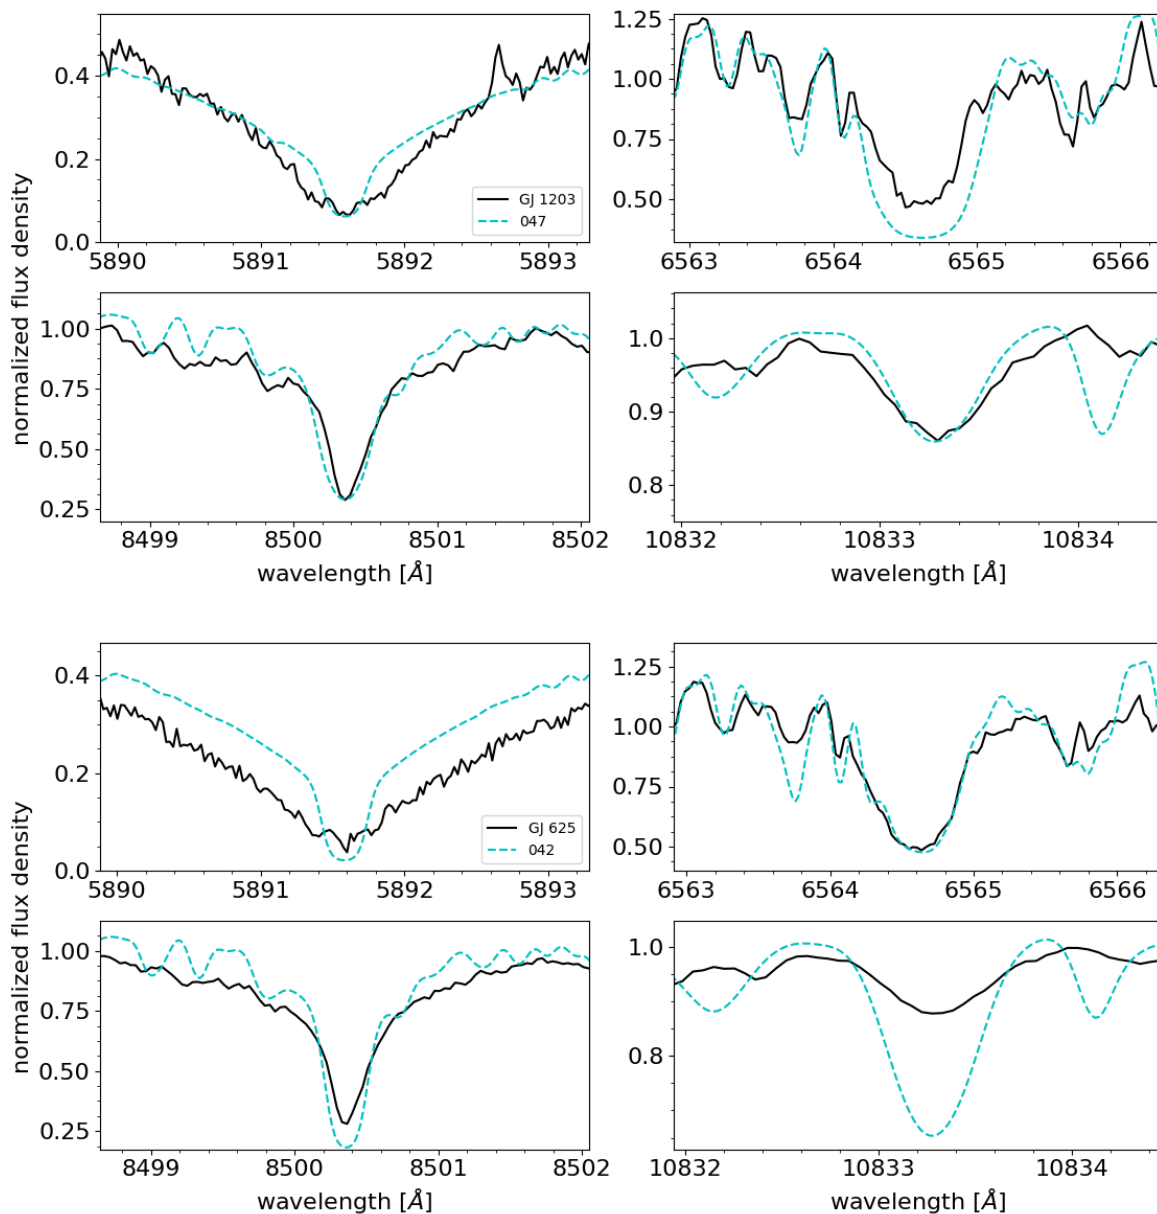 0.4
0.2
0.0
5890 5891 5892 5893
GJ 1203
047
1.25
1.00
0.75
0.50
6563 6564 6565 6566
normalized flux density
1.00
0.75
0.50
0.25
8499 8500 8501 8502
wavelength [Å]
1.0
0.9
0.8
10832 10833 10834
wavelength [Å]
0.4
0.2
0.0
5890 5891 5892 5893
GJ 625
042
1.25
1.00
0.75
0.50
6563 6564 6565 6566
normalized flux density
1.00
0.75
0.50
0.25
8499 8500 8501 8502
wavelength [Å]
1.0
0.8
10832 10833 10834
wavelength [Å]